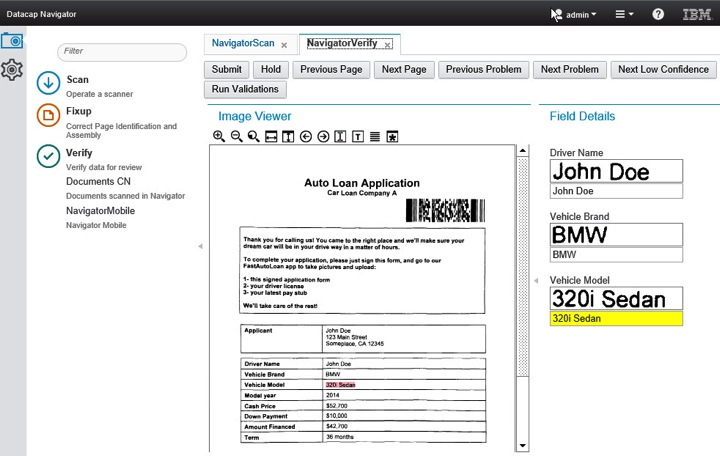 Datacap Navigator
admin
IBM
Filter
Scan
Operate a scanner
Fixup
Correct Page Identification and
Assembly
Verify
Verify data for review
Documents CN
Documents scanned in Navigator
NavigatorMobile
Navigator Mobile
NavigatorScan
NavigatorVerify
Submit
Hold
Previous Page
Next Page
Previous Problem
Next Problem
Next Low Confidence
Run Validations
Image Viewer
Auto Loan Application
Car Loan Company A
Thank you for calling us! You came to the right place and we'll make sure your
dream car will be in your drive way in a matter of hours.
To complete your application, please just sign this form, and go to our
FastAutoLoan app to take pictures and upload:
1- this signed application form
2- your driver license
3- your latest pay stub
We'll take care of the rest!
Applicant John Doe
123 Main Street
Someplace, CA 12345
Driver Name John Doe
Vehicle Brand BMW
Vehicle Model 320i Sedan
Model year 2014
Cash Price $52,700
Down Payment $10,000
Amount Financed $42,700
Term 36 months
Field Details
Driver Name
John Doe
John Doe
Vehicle Brand
BMW
BMW
Vehicle Model
320i Sedan
320i Sedan